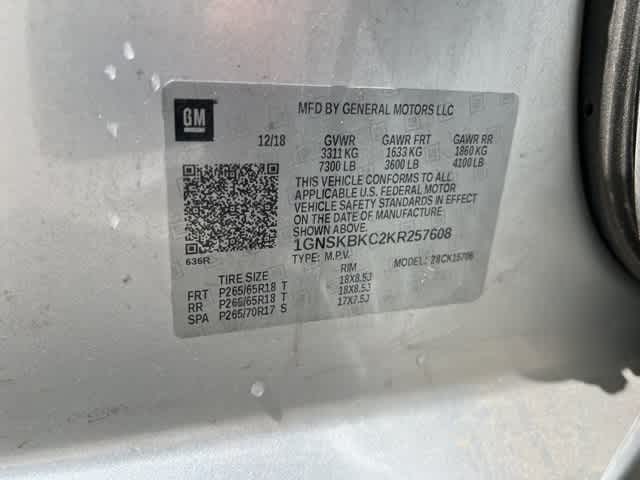 GM
MFD BY GENERAL MOTORS LLC
12/18 GVWR GAWR FRT GAWR RR
3311 KG 1633 KG 1860 KG
7300 LB 3600 LB 4100 LB
THIS VEHICLE CONFORMS TO ALL
APPLICABLE U.S. FEDERAL MOTOR
VEHICLE SAFETY STANDARDS IN EFFECT
ON THE DATE OF MANUFACTURE
SHOWN ABOVE.
1GNSKBKC2KR257608
636R
TYPE: M.P.V. MODEL:
TIRE SIZE RIM
FRT P265/65R18 T 18X8.5J
RR P265/65R18 T 18X8.5J
SPA P265/70R17 S 17X7.5J